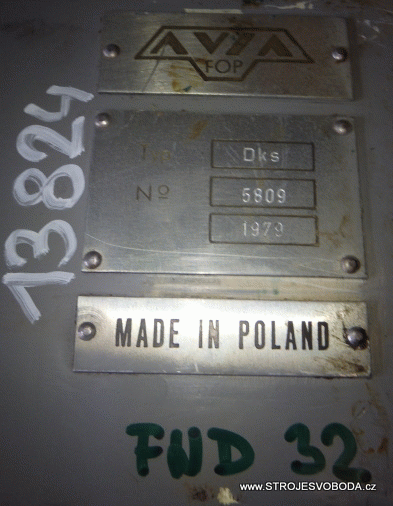 AVIA
FOP
Dks
Nº 5809
1979
MADE IN POLAND
13824
FND 32
www.STROJESVOBODA.cz